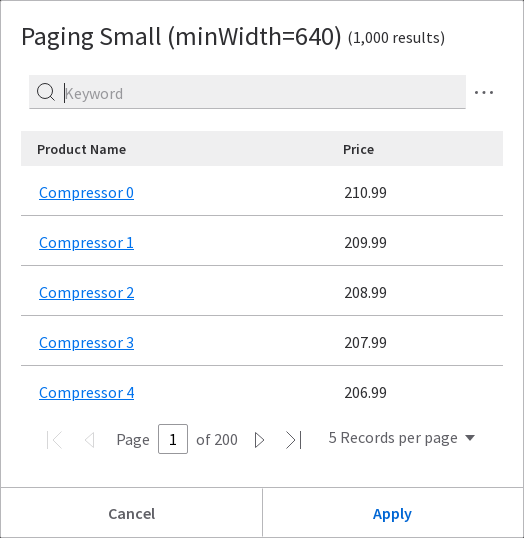 Paging Small (minWidth=640) (1,000 results)
Keyword
Product Name Price
Compressor 0 210.99
Compressor 1 209.99
Compressor 2 208.99
Compressor 3 207.99
Compressor 4 206.99
Page 1 of 200 5 Records per page
Cancel Apply